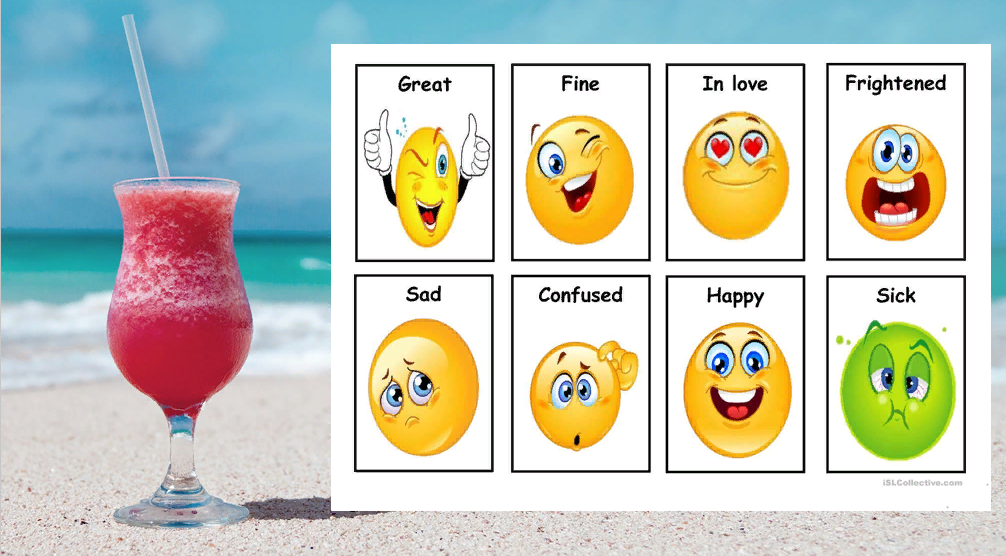 Great
Fine
In love
Frightened
Sad
Confused
Happy
Sick
iSLCollective.com